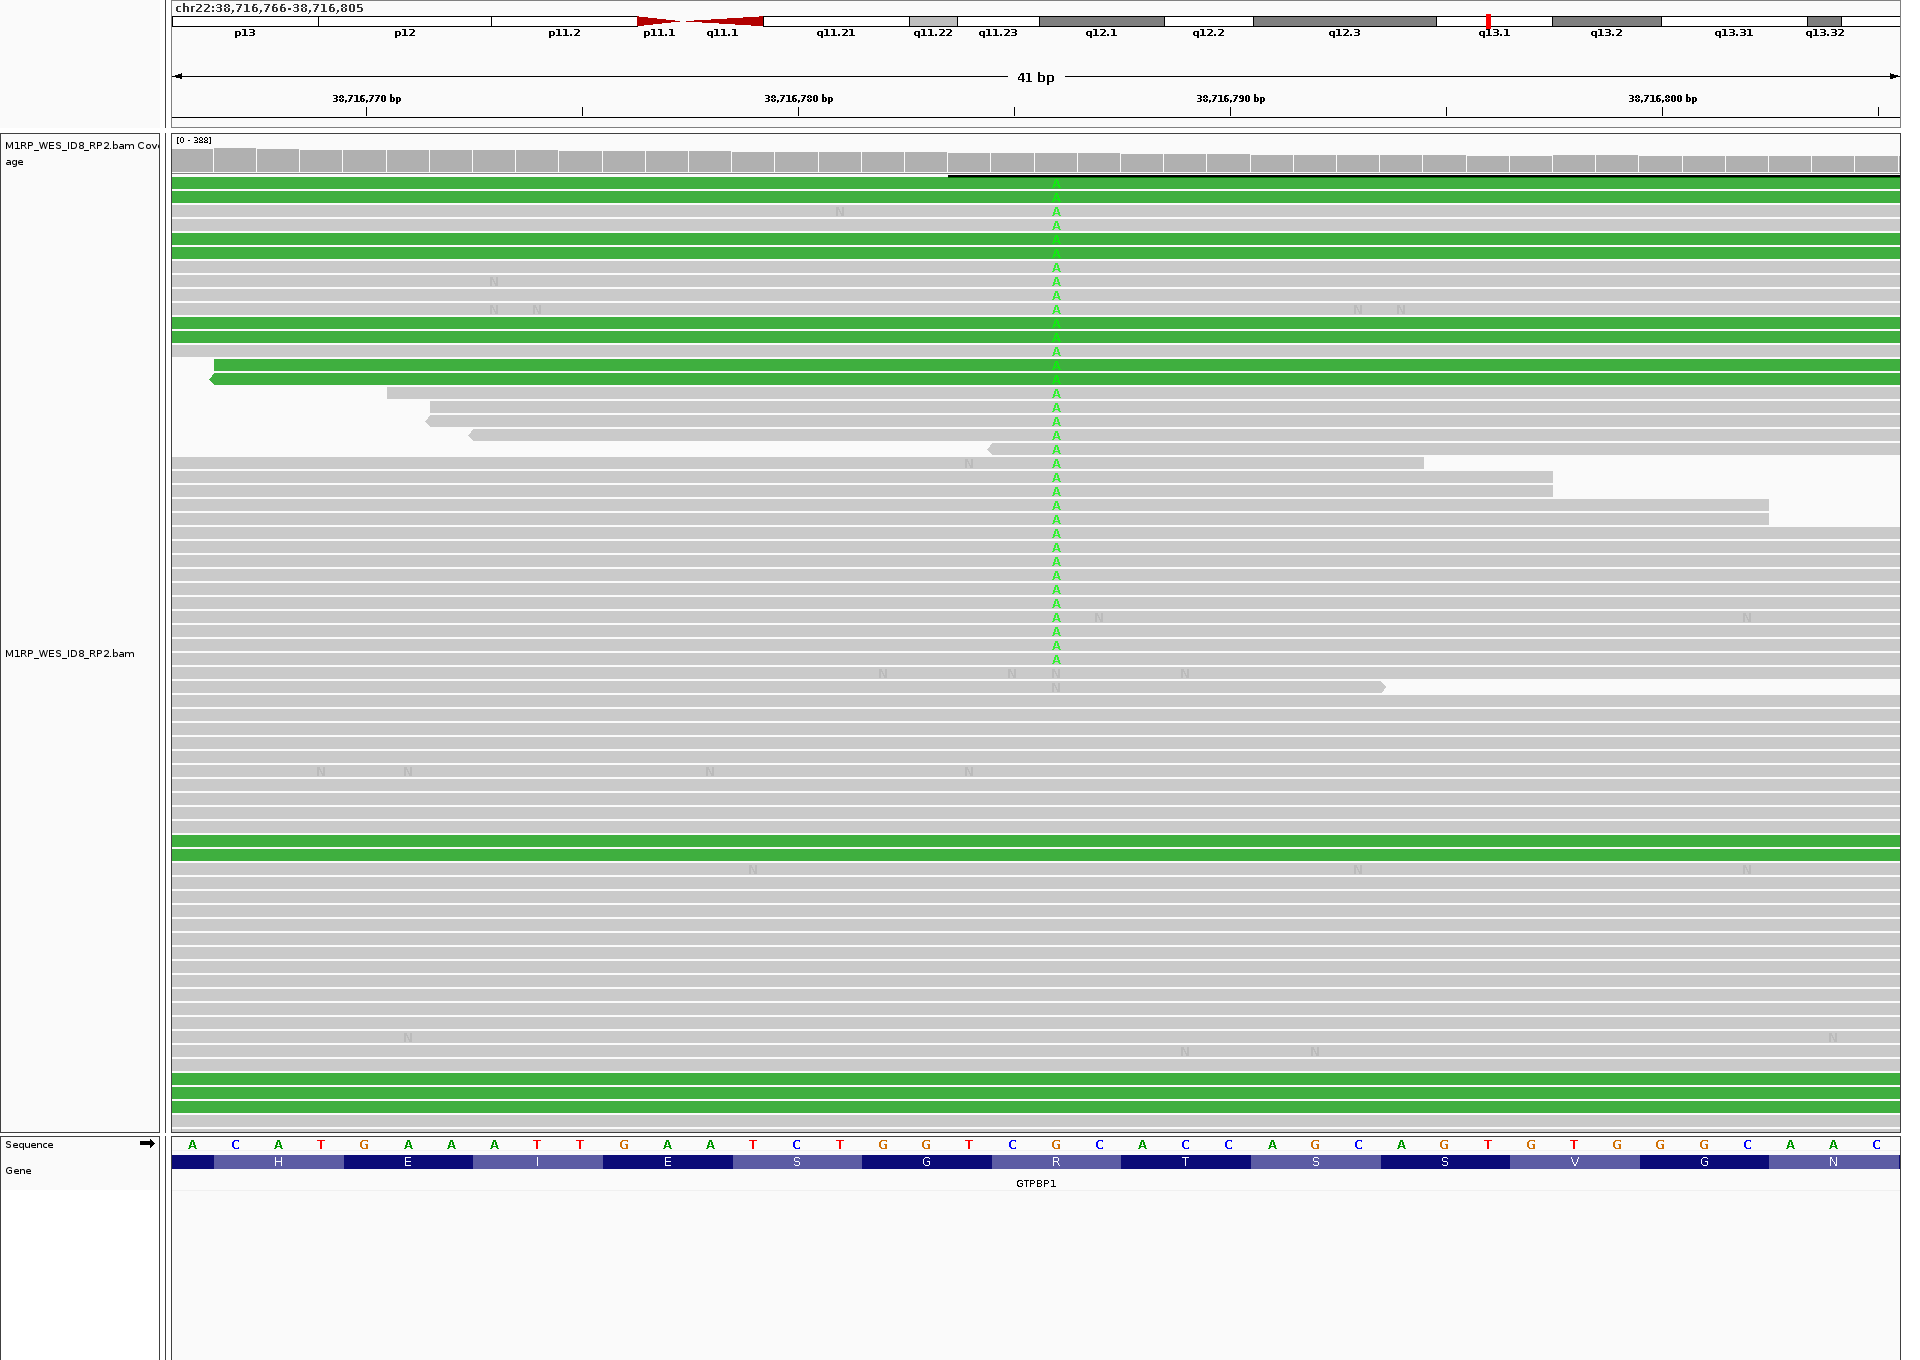 chr22:38,716,766-38,716,805
p13 p12 p11.2 p11.1 q11.1 q11.21 q11.22 q11.23 q12.1 q12.2 q12.3 q13.1 q13.2 q13.31 q13.32
41 bp
38,716,770 bp 38,716,780 bp 38,716,790 bp 38,716,800 bp
M1RP_WES_ID8_RP2.bam Cov
age
[0 - 388]
A
A
N A
A
A
A
A
N A
A
N N A N N
A
A
A
A
A
A
A
A
A
A
N A
A
A
A
A
A
A
A
A
A
A
A N N
A
A
M1RP_WES_ID8_RP2.bam
A
N N N N
N
N N N N
N N N
N N
N N
Sequence A C A T G A A A T T G A A T C T G G T C G C A C C A G C A G T G T G G G C A A C
Gene H E I E S G R T S S V G N
GTPBP1